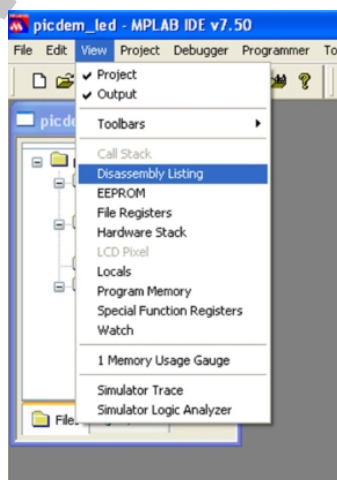 picdem_led - MPLAB IDE v7.50
File Edit View Project Debugger Programmer To
Project
Output
Toolbars
Call Stack
Disassembly Listing
EEPROM
File Registers
Hardware Stack
LCD Pixel
Locals
Program Memory
Special Function Registers
Watch
1 Memory Usage Gauge
Simulator Trace
Simulator Logic Analyzer